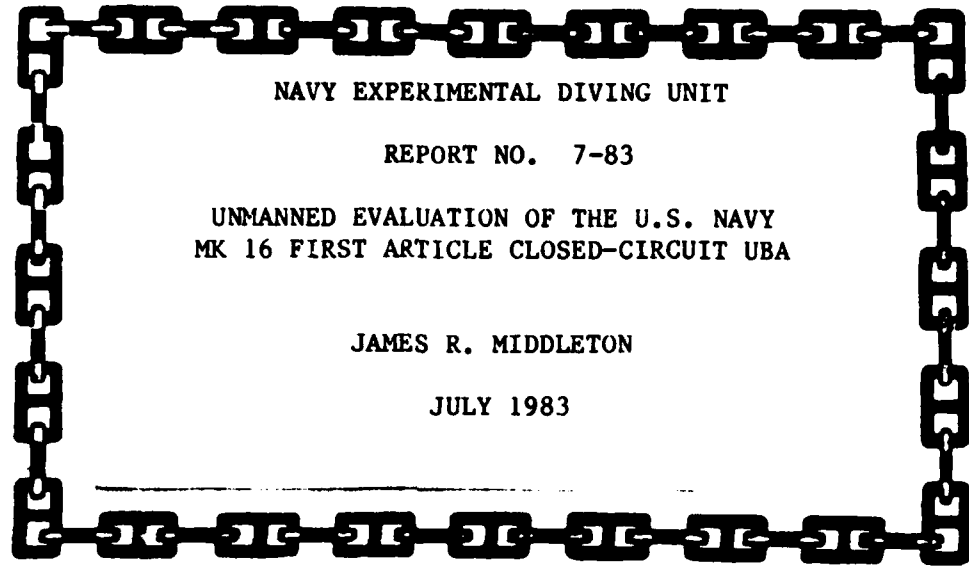 NAVY EXPERIMENTAL DIVING UNIT
REPORT NO. 7-83
UNMANNED EVALUATION OF THE U.S. NAVY
MK 16 FIRST ARTICLE CLOSED-CIRCUIT UBA
JAMES R. MIDDLETON
JULY 1983